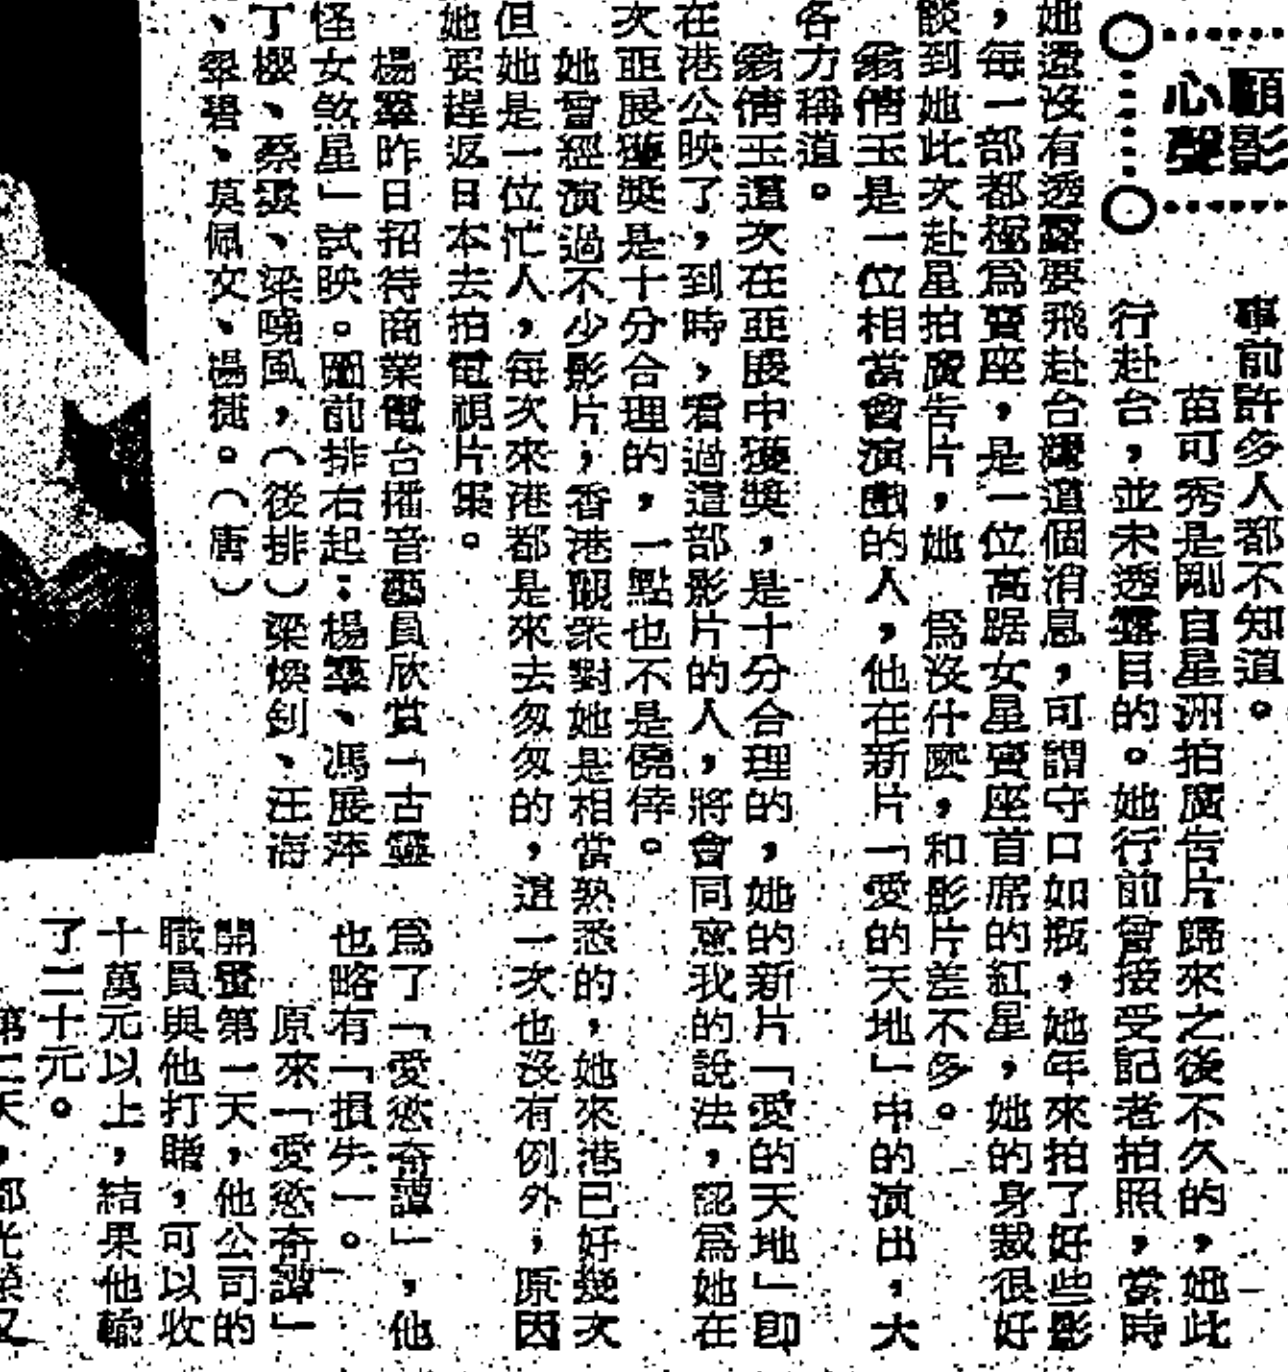 顧影
心聲
事前許多人都不知道。
苗可秀是剛自星洲拍廣告片歸來之後不久的,她此
行赴台,並未透露目的。她行前曾接受記者拍照,當時
她還沒有透露要飛赴台灣這個消息,可謂守口如瓶,她年來拍了好些影
,每一部都極爲賣座,是一位高踞女星賣座首席的紅星,她的身裁很好
談到她此次赴星拍廣告片,她 爲沒什麽,和影片差不多。
翁倩玉是一位相當會演戲的人,他在新片「愛的天地」中的演出,大
各方稱道。
翁倩玉這次在亞展中獲獎,是十分合理的,她的新片「愛的天地」即
在港公映了,到時,看過這部影片的人,將會同意我的說法,認爲她在
次亞展獲獎是十分合理的,一點也不是僥倖。
她曾經演過不少影片,香港觀衆對她是相當熟悉的,她來港已好幾次
但她是一位忙人,每次來港都是來去匆匆的,這一次也沒有例外,原因
她要趕返日本去拍電視片集。
楊羣昨日招待商業電台播音藝員欣賞「古靈
怪女煞星」試映。圖前排右起:楊羣、馮展萍
丁櫻、蔡雲、梁曉風,(後排)梁煥釗、汪海
、翠碧、莫佩文、楊捷。(唐)
爲了「愛慾奇譚」,他
也略有「損失」。
原來「愛慾奇譚」
開畫第一天,他公司的
職員與他打賭,可以收
十萬元以上,結果他輸
了二十元。
第二天,鄧光榮又